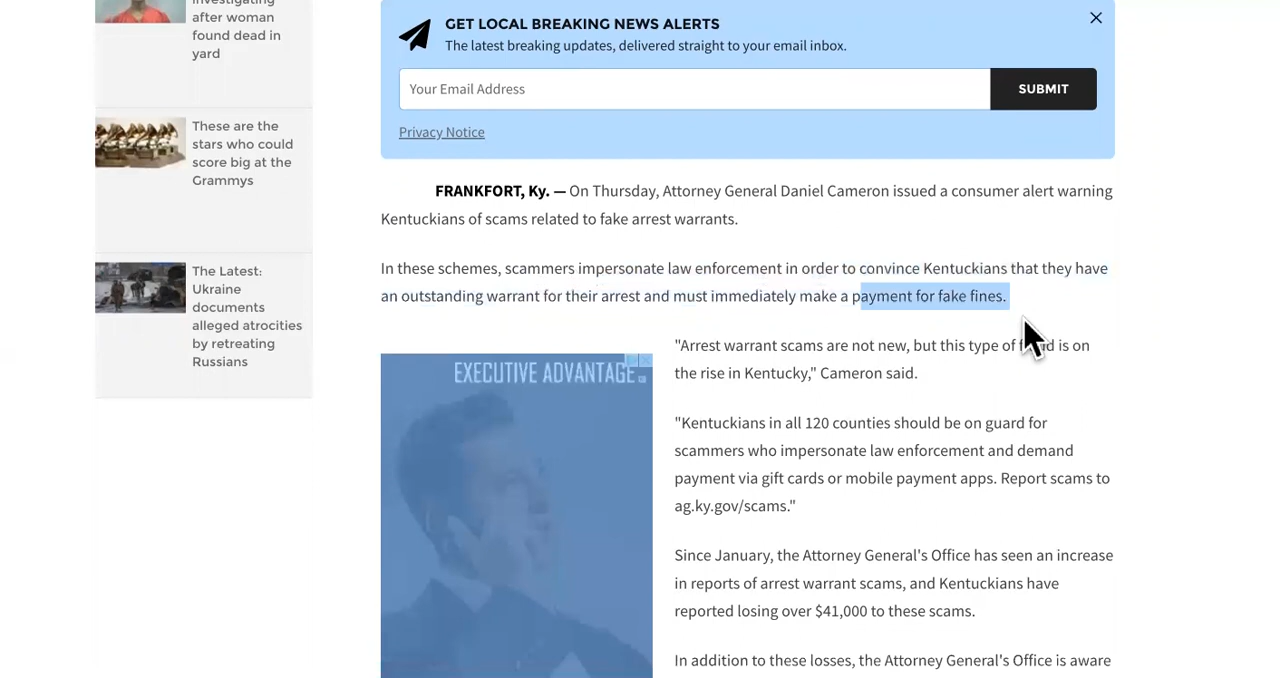 investigating
after woman
found dead in
yard
These are the
stars who could
score big at the
Grammys
The Latest:
Ukraine
documents
alleged atrocities
by retreating
Russians
GET LOCAL BREAKING NEWS ALERTS
The latest breaking updates, delivered straight to your email inbox.
Your Email Address
SUBMIT
Privacy Notice
FRANKFORT, Ky. — On Thursday, Attorney General Daniel Cameron issued a consumer alert warning
Kentuckians of scams related to fake arrest warrants.
In these schemes, scammers impersonate law enforcement in order to convince Kentuckians that they have
an outstanding warrant for their arrest and must immediately make a payment for fake fines.
EXECUTIVE ADVANTAGE
"Arrest warrant scams are not new, but this type of fraud is on
the rise in Kentucky," Cameron said.
"Kentuckians in all 120 counties should be on guard for
scammers who impersonate law enforcement and demand
payment via gift cards or mobile payment apps. Report scams to
ag.ky.gov/scams."
Since January, the Attorney General's Office has seen an increase
in reports of arrest warrant scams, and Kentuckians have
reported losing over $41,000 to these scams.
In addition to these losses, the Attorney General's Office is aware